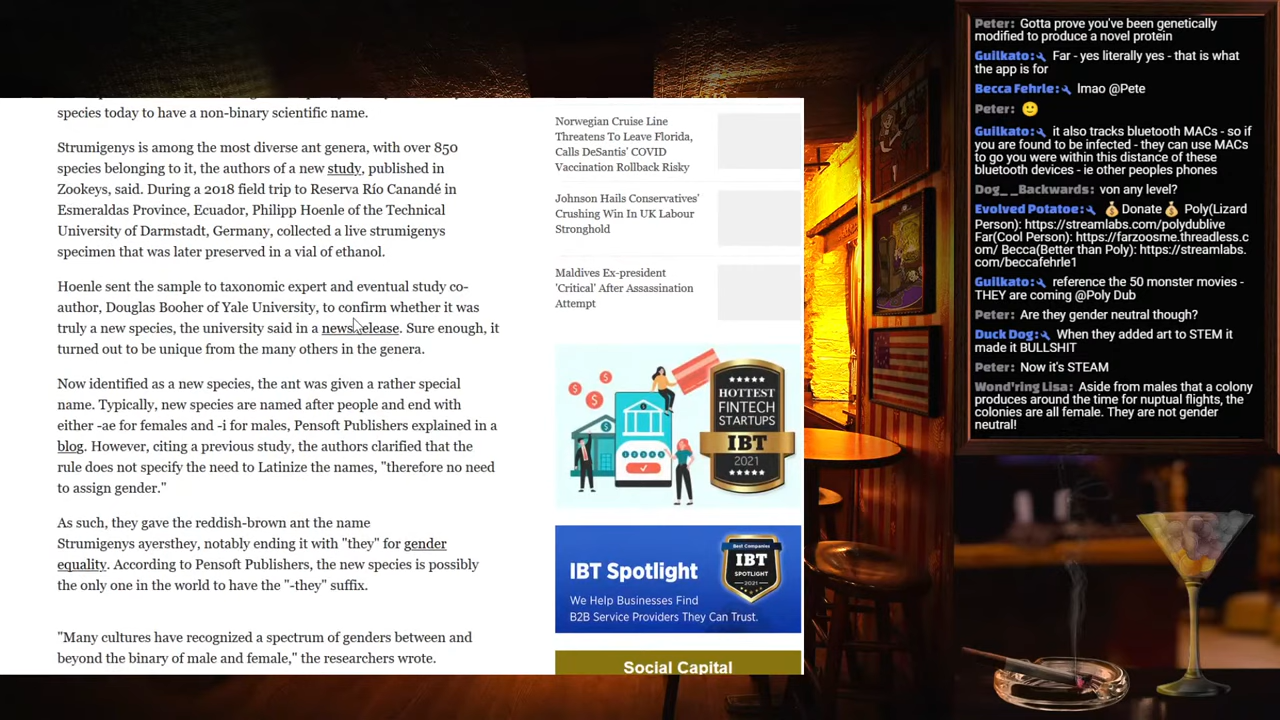 species today to have a non-binary scientific name.
Strumigenys is among the most diverse ant genera, with over 850
species belonging to it, the authors of a new study, published in
Zookeys, said. During a 2018 field trip to Reserva Río Canandé in
Esmeraldas Province, Ecuador, Philipp Hoenle of the Technical
University of Darmstadt, Germany, collected a live strumigenys
specimen that was later preserved in a vial of ethanol.
Hoenle sent the sample to taxonomic expert and eventual study co-
author, Douglas Booher of Yale University, to confirm whether it was
truly a new species, the university said in a news release. Sure enough, it
turned out to be unique from the many others in the genera.
Now identified as a new species, the ant was given a rather special
name. Typically, new species are named after people and end with
either -ae for females and -i for males, Pensoft Publishers explained in a
blog. However, citing a previous study, the authors clarified that the
rule does not specify the need to Latinize the names, "therefore no need
to assign gender."
As such, they gave the reddish-brown ant the name
Strumigenys ayersthey, notably ending it with "they" for gender
equality. According to Pensoft Publishers, the new species is possibly
the only one in the world to have the "-they" suffix.
"Many cultures have recognized a spectrum of genders between and
beyond the binary of male and female," the researchers wrote.
Norwegian Cruise Line
Threatens To Leave Florida,
Calls DeSantis' COVID
Vaccination Rollback Risky
Johnson Hails Conservatives'
Crushing Win In UK Labour
Stronghold
Maldives Ex-president
'Critical' After Assassination
Attempt
HOTTEST
FINTECH
STARTUPS
IBT
2021
IBT Spotlight
We Help Businesses Find
B2B Service Providers They Can Trust.
Best Companies
IBT
SPOTLIGHT
2021
Social Capital
Peter: Gotta prove you've been genetically
modified to produce a novel protein
Guilkato: Far - yes literally yes - that is what
the app is for
Becca Fehrle: lmao @Pete
Peter: 🙂
Guilkato: it also tracks bluetooth MACs - so if
you are found to be infected - they can use MACs
to go you were within this distance of these
bluetooth devices - ie other peoples phones
Dog_ _Backwards: von any level?
Evolved Potatoe: 💰 Donate 💰 Poly(Lizard
Person): https://streamlabs.com/polydublive
Far(Cool Person): https://farzoosme.threadless.c
om/ Becca(Better than Poly): https://streamlabs.
com/beccafehrle1
Guilkato: reference the 50 monster movies -
THEY are coming @Poly Dub
Peter: Are they gender neutral though?
Duck Dog: When they added art to STEM it
made it BULLSHIT
Peter: Now it's STEAM
Wond'ring Lisa: Aside from males that a colony
produces around the time for nuptual flights, the
colonies are all female. They are not gender
neutral!